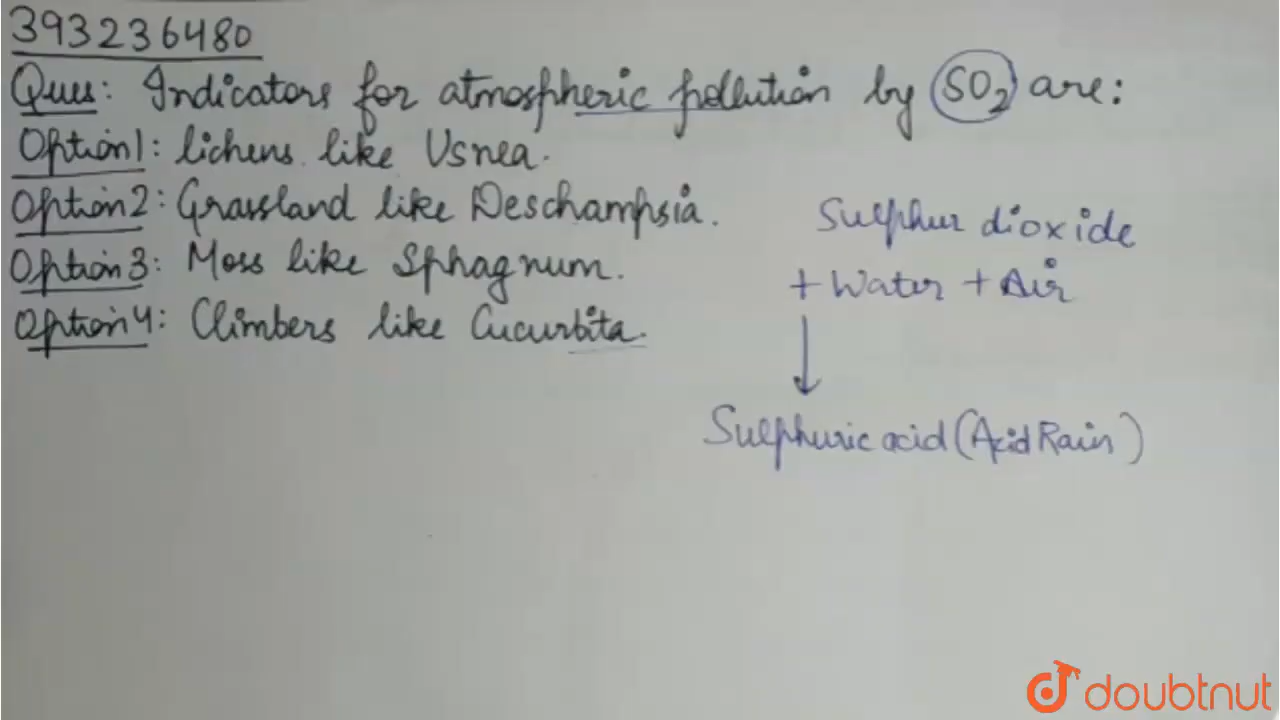 393236480
Ques: Indicators for atmospheric pollution by SO2 are:
Option1: lichens like Usnea.
Option2: Grassland like Deschampsia.
Option3: Moss like Sphagnum.
Option4: Climbers like Cucurbita.
Sulphur dioxide
+ Water + Air
↓
Sulphuric acid (Acid Rain)
doubtnut